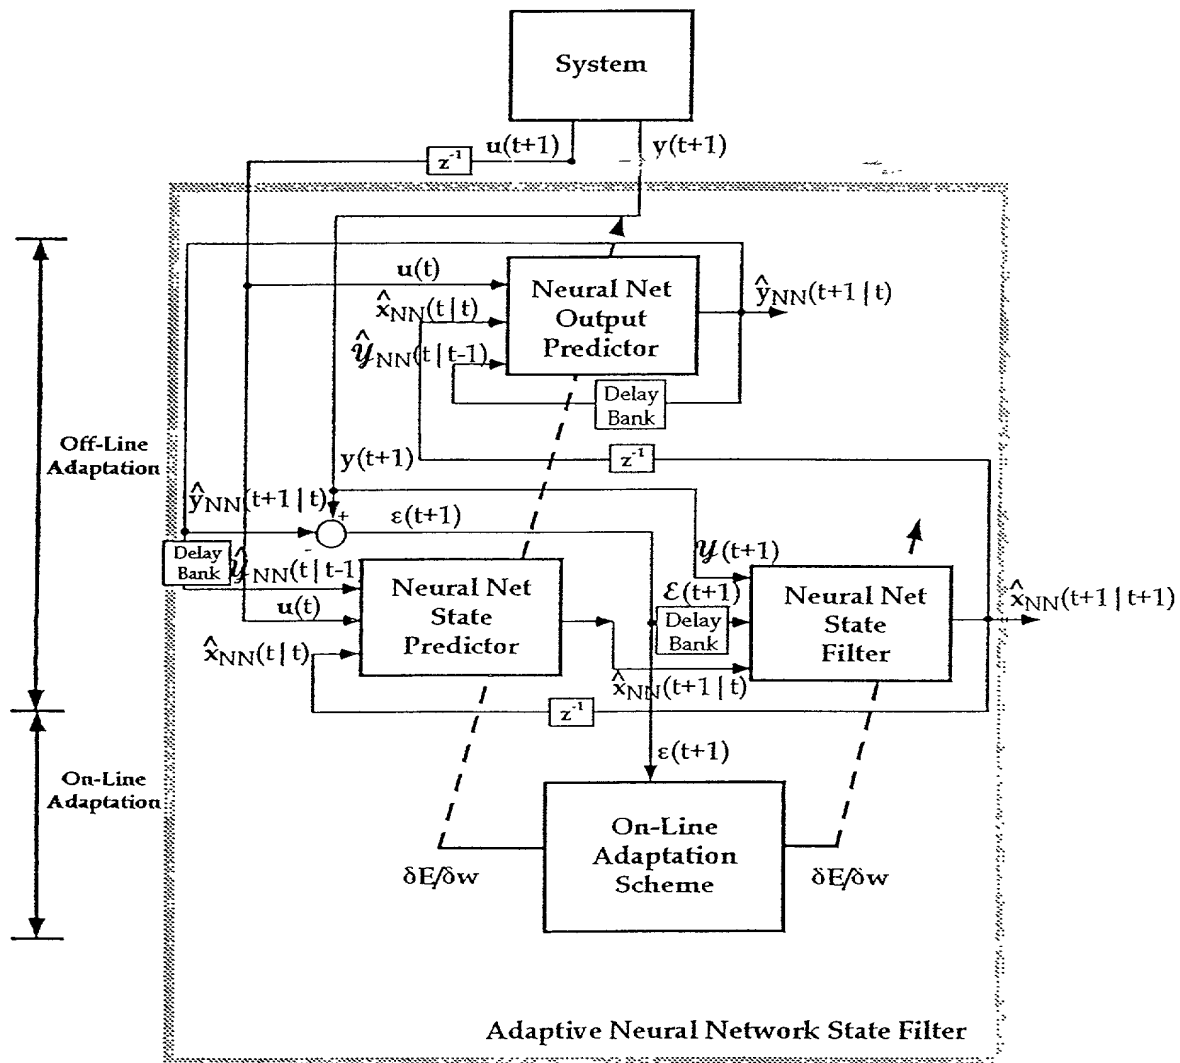 System
u(t+1)
y(t+1)
z⁻¹
u(t)
x̂NN(t|t)
ŷNN(t|t-1)
Neural Net
Output
Predictor
ŷNN(t+1|t)
Delay
Bank
Off-Line
Adaptation
y(t+1)
z⁻¹
ŷNN(t+1|t)
+
ε(t+1)
-
Delay
Bank
ŷNN(t|t-1)
u(t)
x̂NN(t|t)
Neural Net
State
Predictor
y(t+1)
ε(t+1)
Delay
Bank
x̂NN(t+1|t)
Neural Net
State
Filter
x̂NN(t+1|t+1)
z⁻¹
On-Line
Adaptation
ε(t+1)
On-Line
Adaptation
Scheme
δE/δw
δE/δw
Adaptive Neural Network State Filter